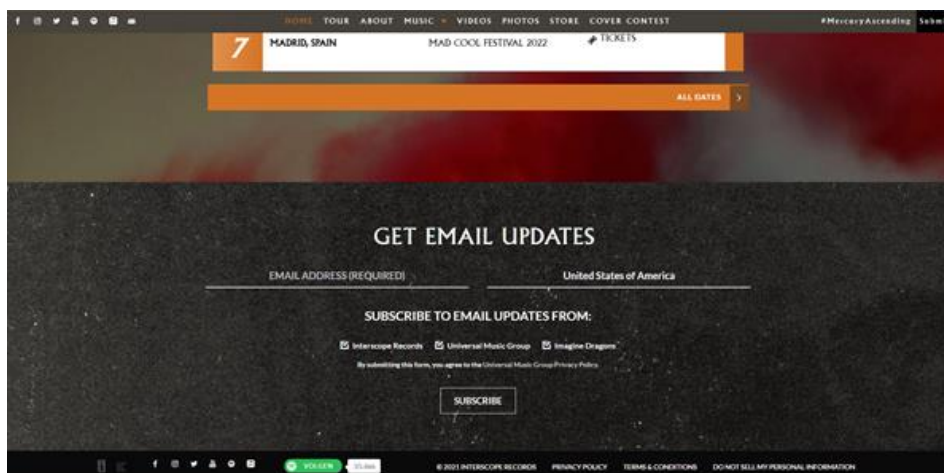 HOME TOUR ABOUT MUSIC VIDEOS PHOTOS STORE COVER CONTEST #MercuryAscending Subm
7 MADRID, SPAIN MAD COOL FESTIVAL 2022 TICKETS
ALL DATES
GET EMAIL UPDATES
EMAIL ADDRESS (REQUIRED) United States of America
SUBSCRIBE TO EMAIL UPDATES FROM:
Interscope Records Universal Music Group Imagine Dragons
By submitting this form, you agree to the Universal Music Group Privacy Policy.
SUBSCRIBE
VOLGEN © 2021 INTERSCOPE RECORDS PRIVACY POLICY TERMS & CONDITIONS DO NOT SELL MY PERSONAL INFORMATION